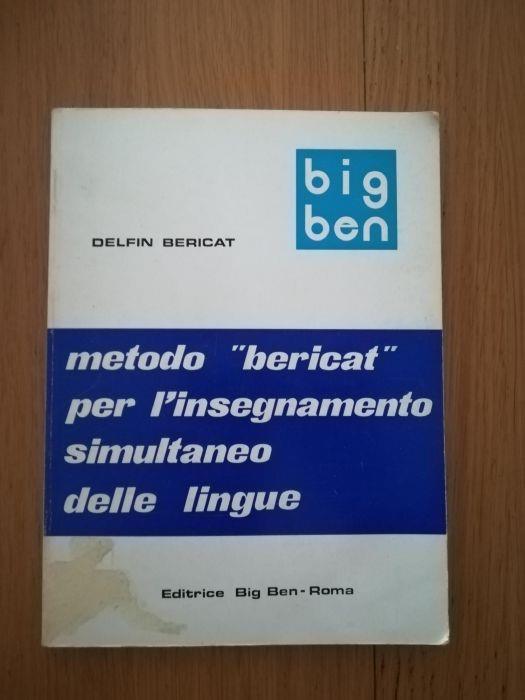 big
ben
DELFIN BERICAT
metodo "bericat"
per l'insegnamento
simultaneo
delle lingue
Editrice Big Ben-Roma